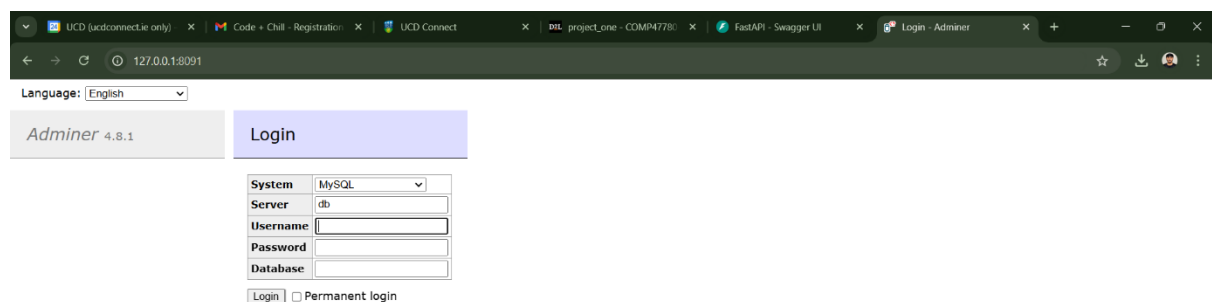 UCD (ucdconnect.ie only) - Code + Chill - Registration UCD Connect project_one - COMP47780 FastAPI - Swagger UI Login - Adminer
127.0.0.1:8091
Language: English
Adminer 4.8.1
Login
System MySQL
Server db
Username
Password
Database
Login Permanent login